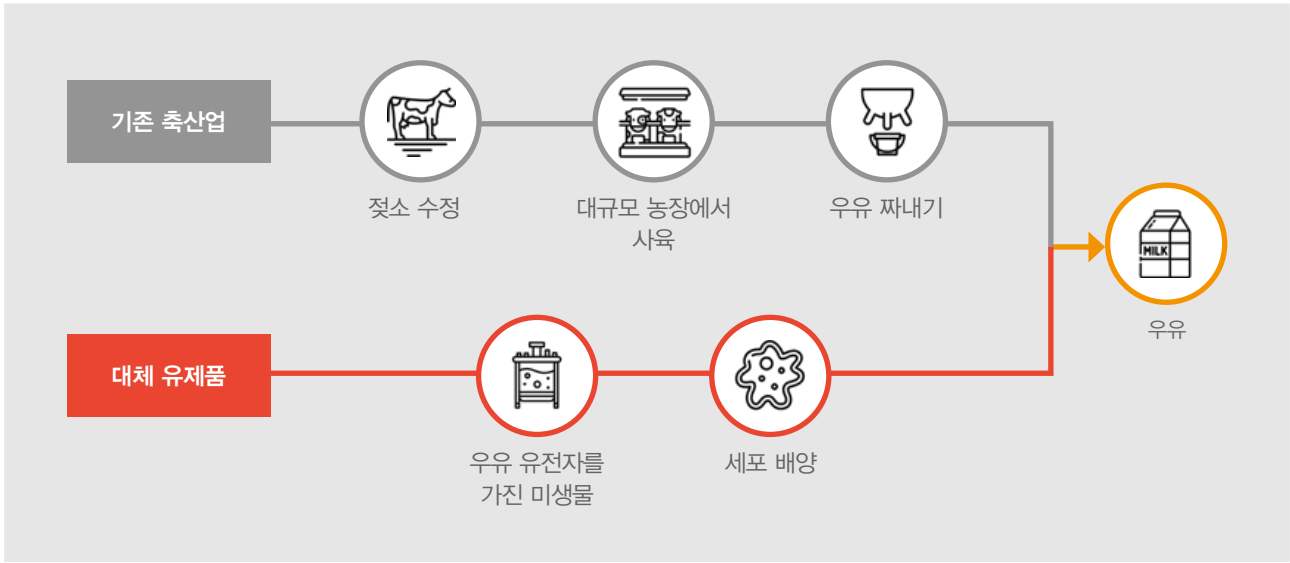 기존 축산업
젖소 수정
대규모 농장에서
사육
우유 짜내기
MILK
우유
대체 유제품
우유 유전자를
가진 미생물
세포 배양